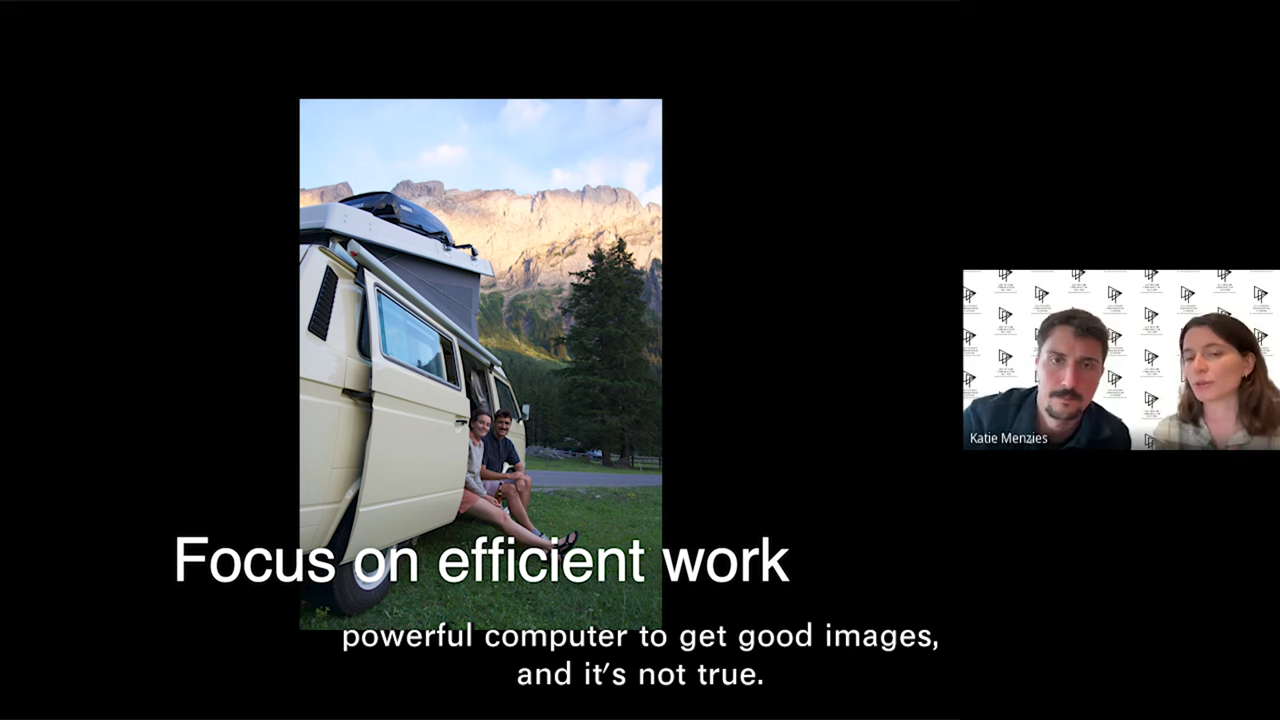 Focus on efficient work
powerful computer to get good images,
and it's not true.
Katie Menzies